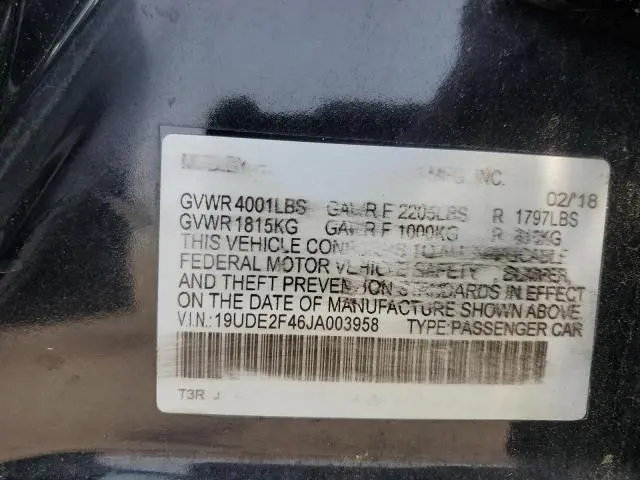 MFG. INC. 02/18
GVWR 4001LBS GAWR F 2205LBS R 1797LBS
GVWR 1815KG GAWR F 1000KG R 815KG
THIS VEHICLE CONFORMS TO ALL APPLICABLE
FEDERAL MOTOR VEHICLE SAFETY BUMPER
AND THEFT PREVENTION STANDARDS IN EFFECT
ON THE DATE OF MANUFACTURE SHOWN ABOVE.
V.I.N.: 19UDE2F46JA003958 TYPE:PASSENGER CAR
T3R